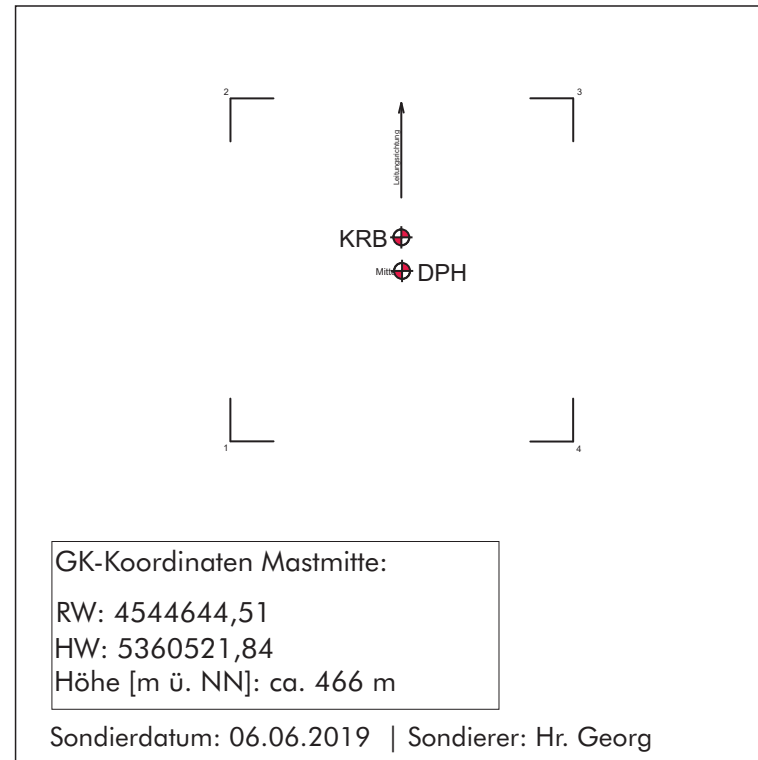 2
3
Leitungsrichtung
KRB
Mitte DPH
1
4
GK-Koordinaten Mastmitte:
RW: 4544644,51
HW: 5360521,84
Höhe [m ü. NN]: ca. 466 m
Sondierdatum: 06.06.2019 | Sondierer: Hr. Georg